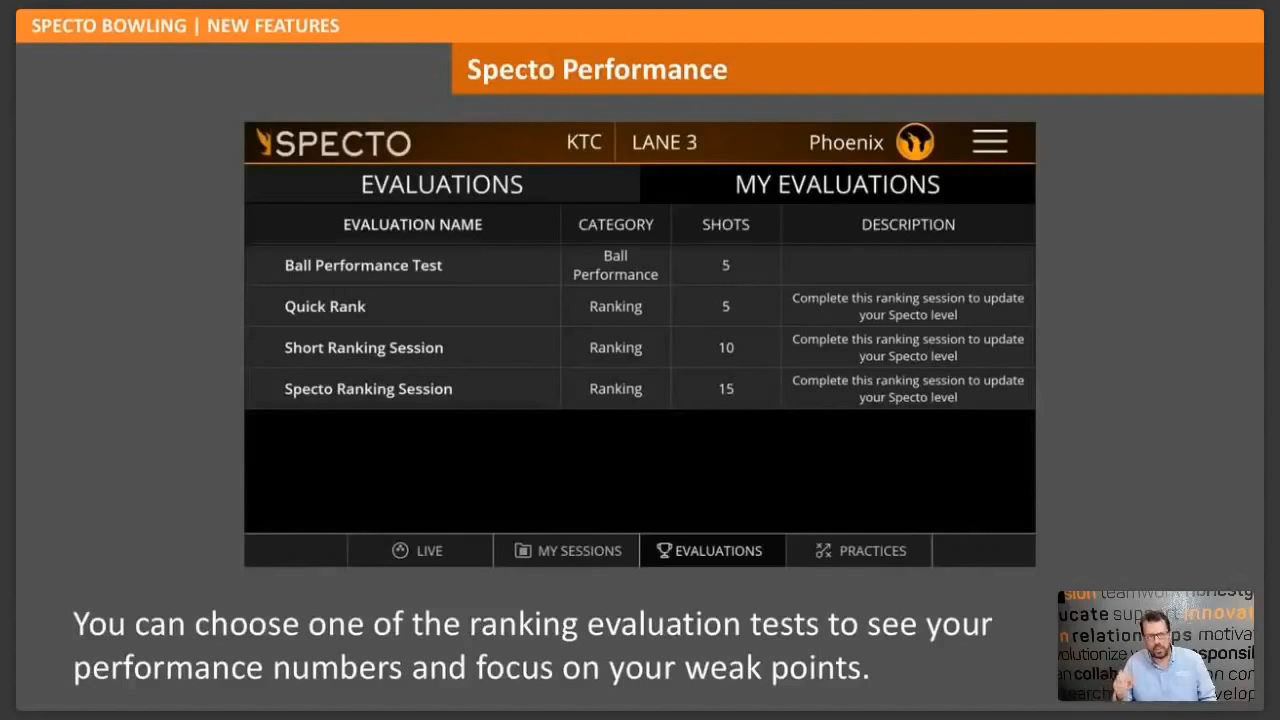 SPECTO BOWLING | NEW FEATURES
Specto Performance
SPECTO KTC LANE 3 Phoenix
EVALUATIONS MY EVALUATIONS
EVALUATION NAME CATEGORY SHOTS DESCRIPTION
Ball Performance Test Ball Performance 5
Quick Rank Ranking 5 Complete this ranking session to update your Specto level
Short Ranking Session Ranking 10 Complete this ranking session to update your Specto level
Specto Ranking Session Ranking 15 Complete this ranking session to update your Specto level
LIVE MY SESSIONS EVALUATIONS PRACTICES
You can choose one of the ranking evaluation tests to see your
performance numbers and focus on your weak points.
teamwork
support
motiva